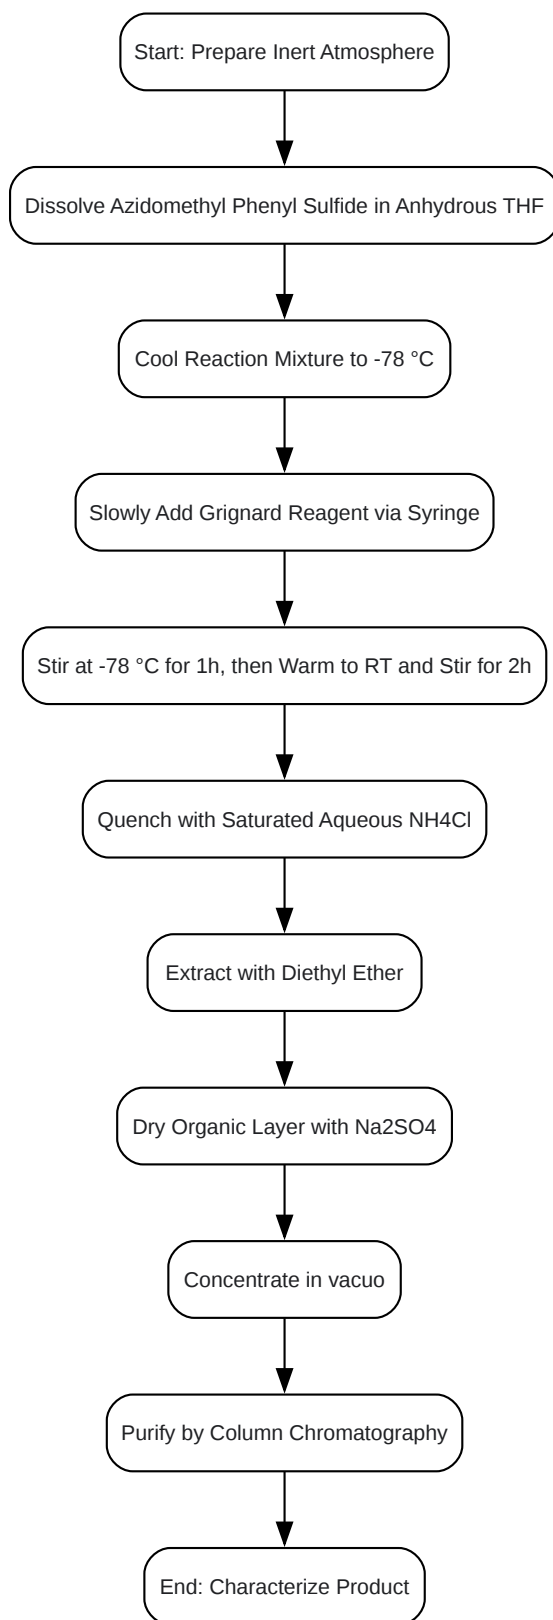 Start: Prepare Inert Atmosphere
Dissolve Azidomethyl Phenyl Sulfide in Anhydrous THF
Cool Reaction Mixture to -78 °C
Slowly Add Grignard Reagent via Syringe
Stir at -78 °C for 1h, then Warm to RT and Stir for 2h
Quench with Saturated Aqueous NH4Cl
Extract with Diethyl Ether
Dry Organic Layer with Na2SO4
Concentrate in vacuo
Purify by Column Chromatography
End: Characterize Product